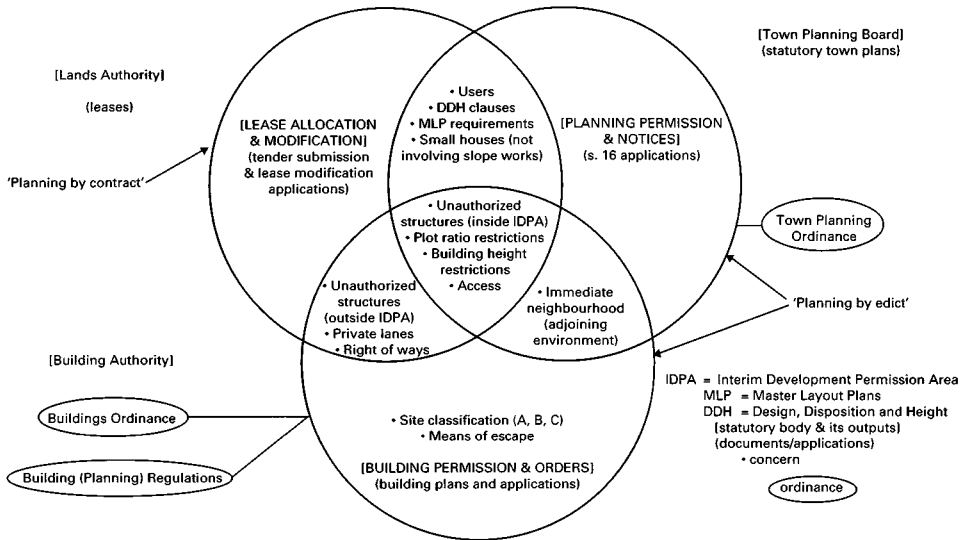 [Town Planning Board]
(statutory town plans)
[Lands Authority]
(leases)
• Users
• DDH clauses
• MLP requirements
• Small houses (not
involving slope works)
[LEASE ALLOCATION
& MODIFICATION]
(tender submission
& lease modification
applications)
[PLANNING PERMISSION
& NOTICES]
(s. 16 applications)
'Planning by contract'
• Unauthorized
structures (inside IDPA)
• Plot ratio restrictions
• Building height
restrictions
• Access
Town Planning
Ordinance
• Unauthorized
structures
(outside IDPA)
• Private lanes
• Right of ways
• Immediate
neighbourhood
(adjoining
environment)
'Planning by edict'
[Building Authority]
IDPA = Interim Development Permission Area
MLP = Master Layout Plans
DDH = Design, Disposition and Height
[statutory body & its outputs]
(documents/applications)
• concern
ordinance
Buildings Ordinance
Building (Planning) Regulations
• Site classification (A, B, C)
• Means of escape
[BUILDING PERMISSION & ORDERS]
(building plans and applications)